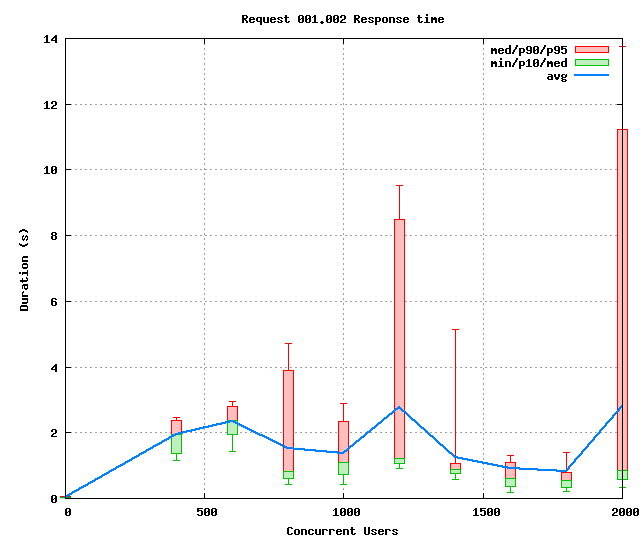 Request 001.002 Response time
14
12
10
8
6
4
2
0
Duration (s)
med/p90/p95
min/p10/med
avg
0 500 1000 1500 2000
Concurrent Users